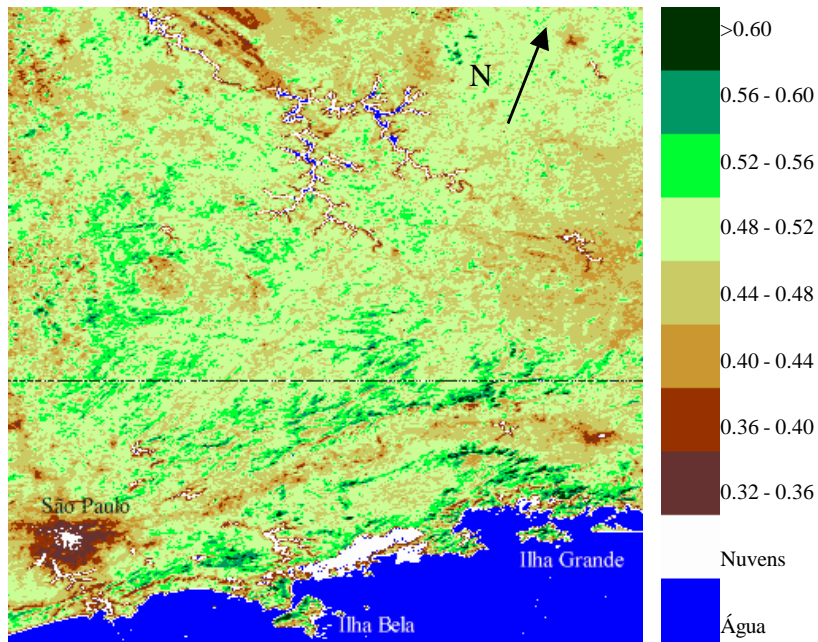 N
São Paulo
Ilha Grande
Ilha Bela
>0.60
0.56 - 0.60
0.52 - 0.56
0.48 - 0.52
0.44 - 0.48
0.40 - 0.44
0.36 - 0.40
0.32 - 0.36
Nuvens
Água